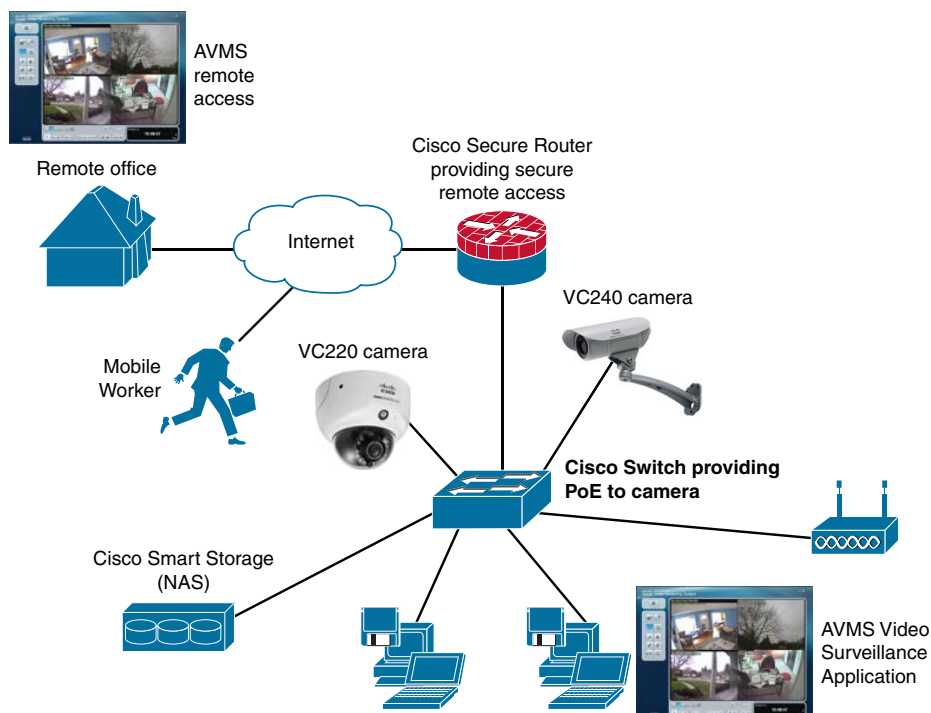 AVMS
remote
access
Remote office
Cisco Secure Router
providing secure
remote access
Internet
VC240 camera
VC220 camera
Mobile
Worker
Cisco Switch providing
PoE to camera
Cisco Smart Storage
(NAS)
AVMS Video
Surveillance
Application